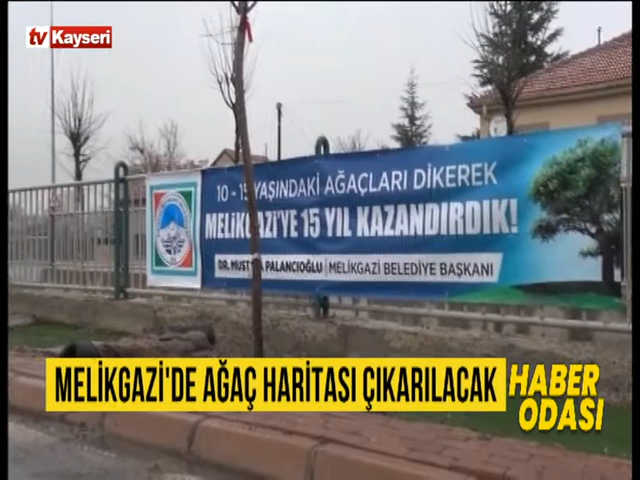 tv Kayseri
10 - 15 YAŞINDAKİ AĞAÇLARI DİKEREK
MELİKGAZİ'YE 15 YIL KAZANDIRDIK!
DR. MUSTAFA PALANCIOĞLU | MELİKGAZİ BELEDİYE BAŞKANI
MELİKGAZİ'DE AĞAÇ HARİTASI ÇIKARILACAK
HABER
ODASI